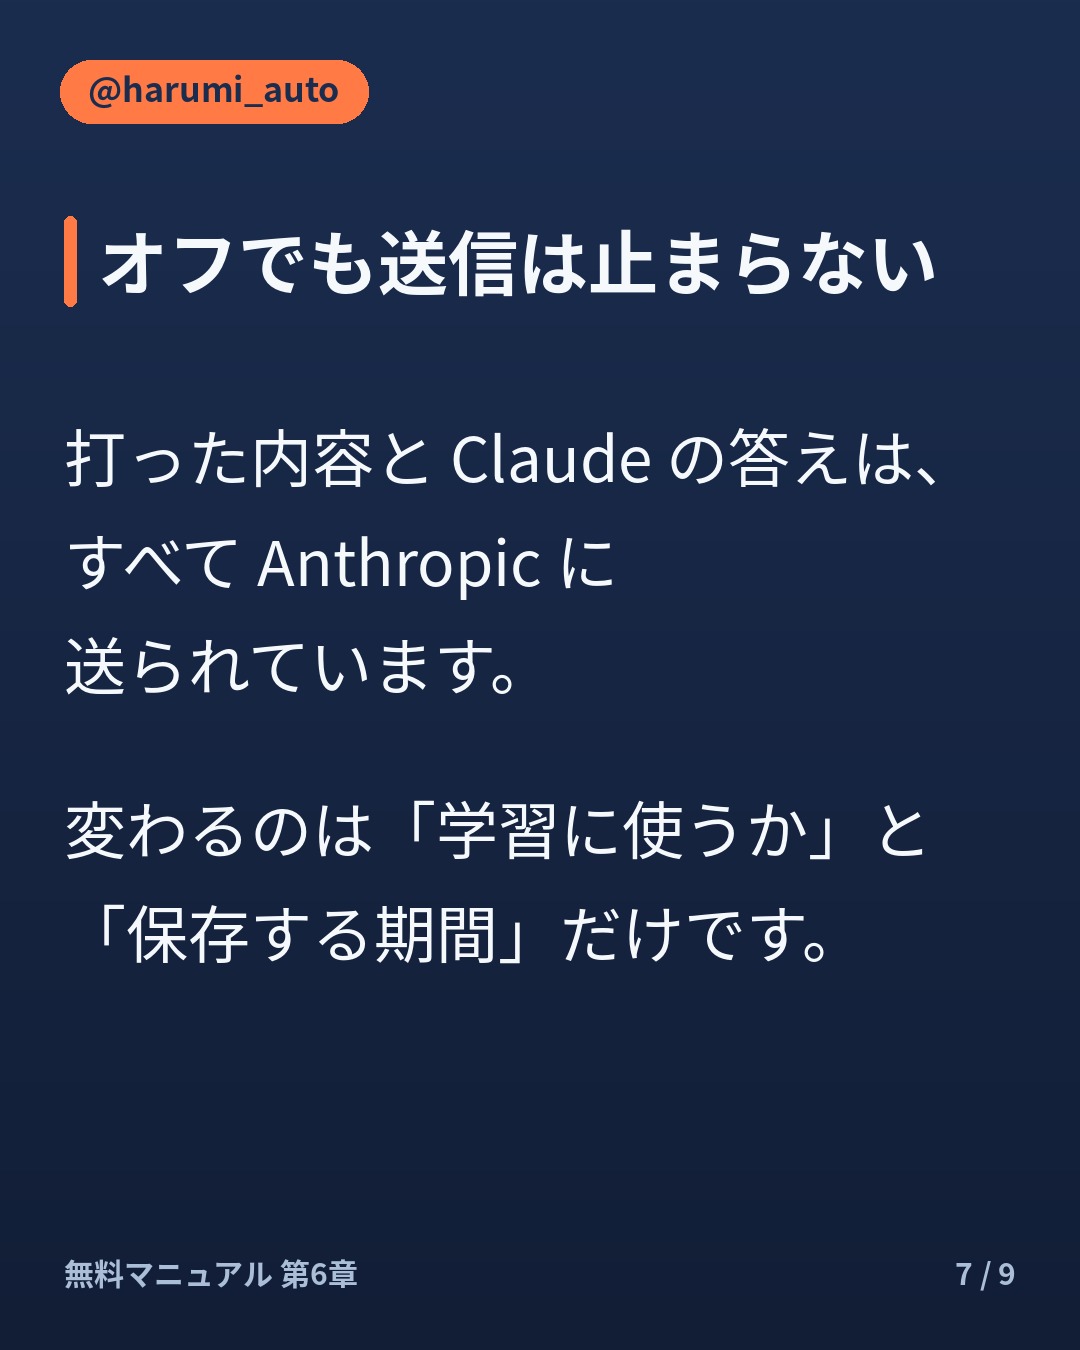 @harumi_auto
オフでも送信は止まらない
打った内容と Claude の答えは、
すべて Anthropic に
送られています。
変わるのは「学習に使うか」と
「保存する期間」だけです。
無料マニュアル 第6章
7 / 9